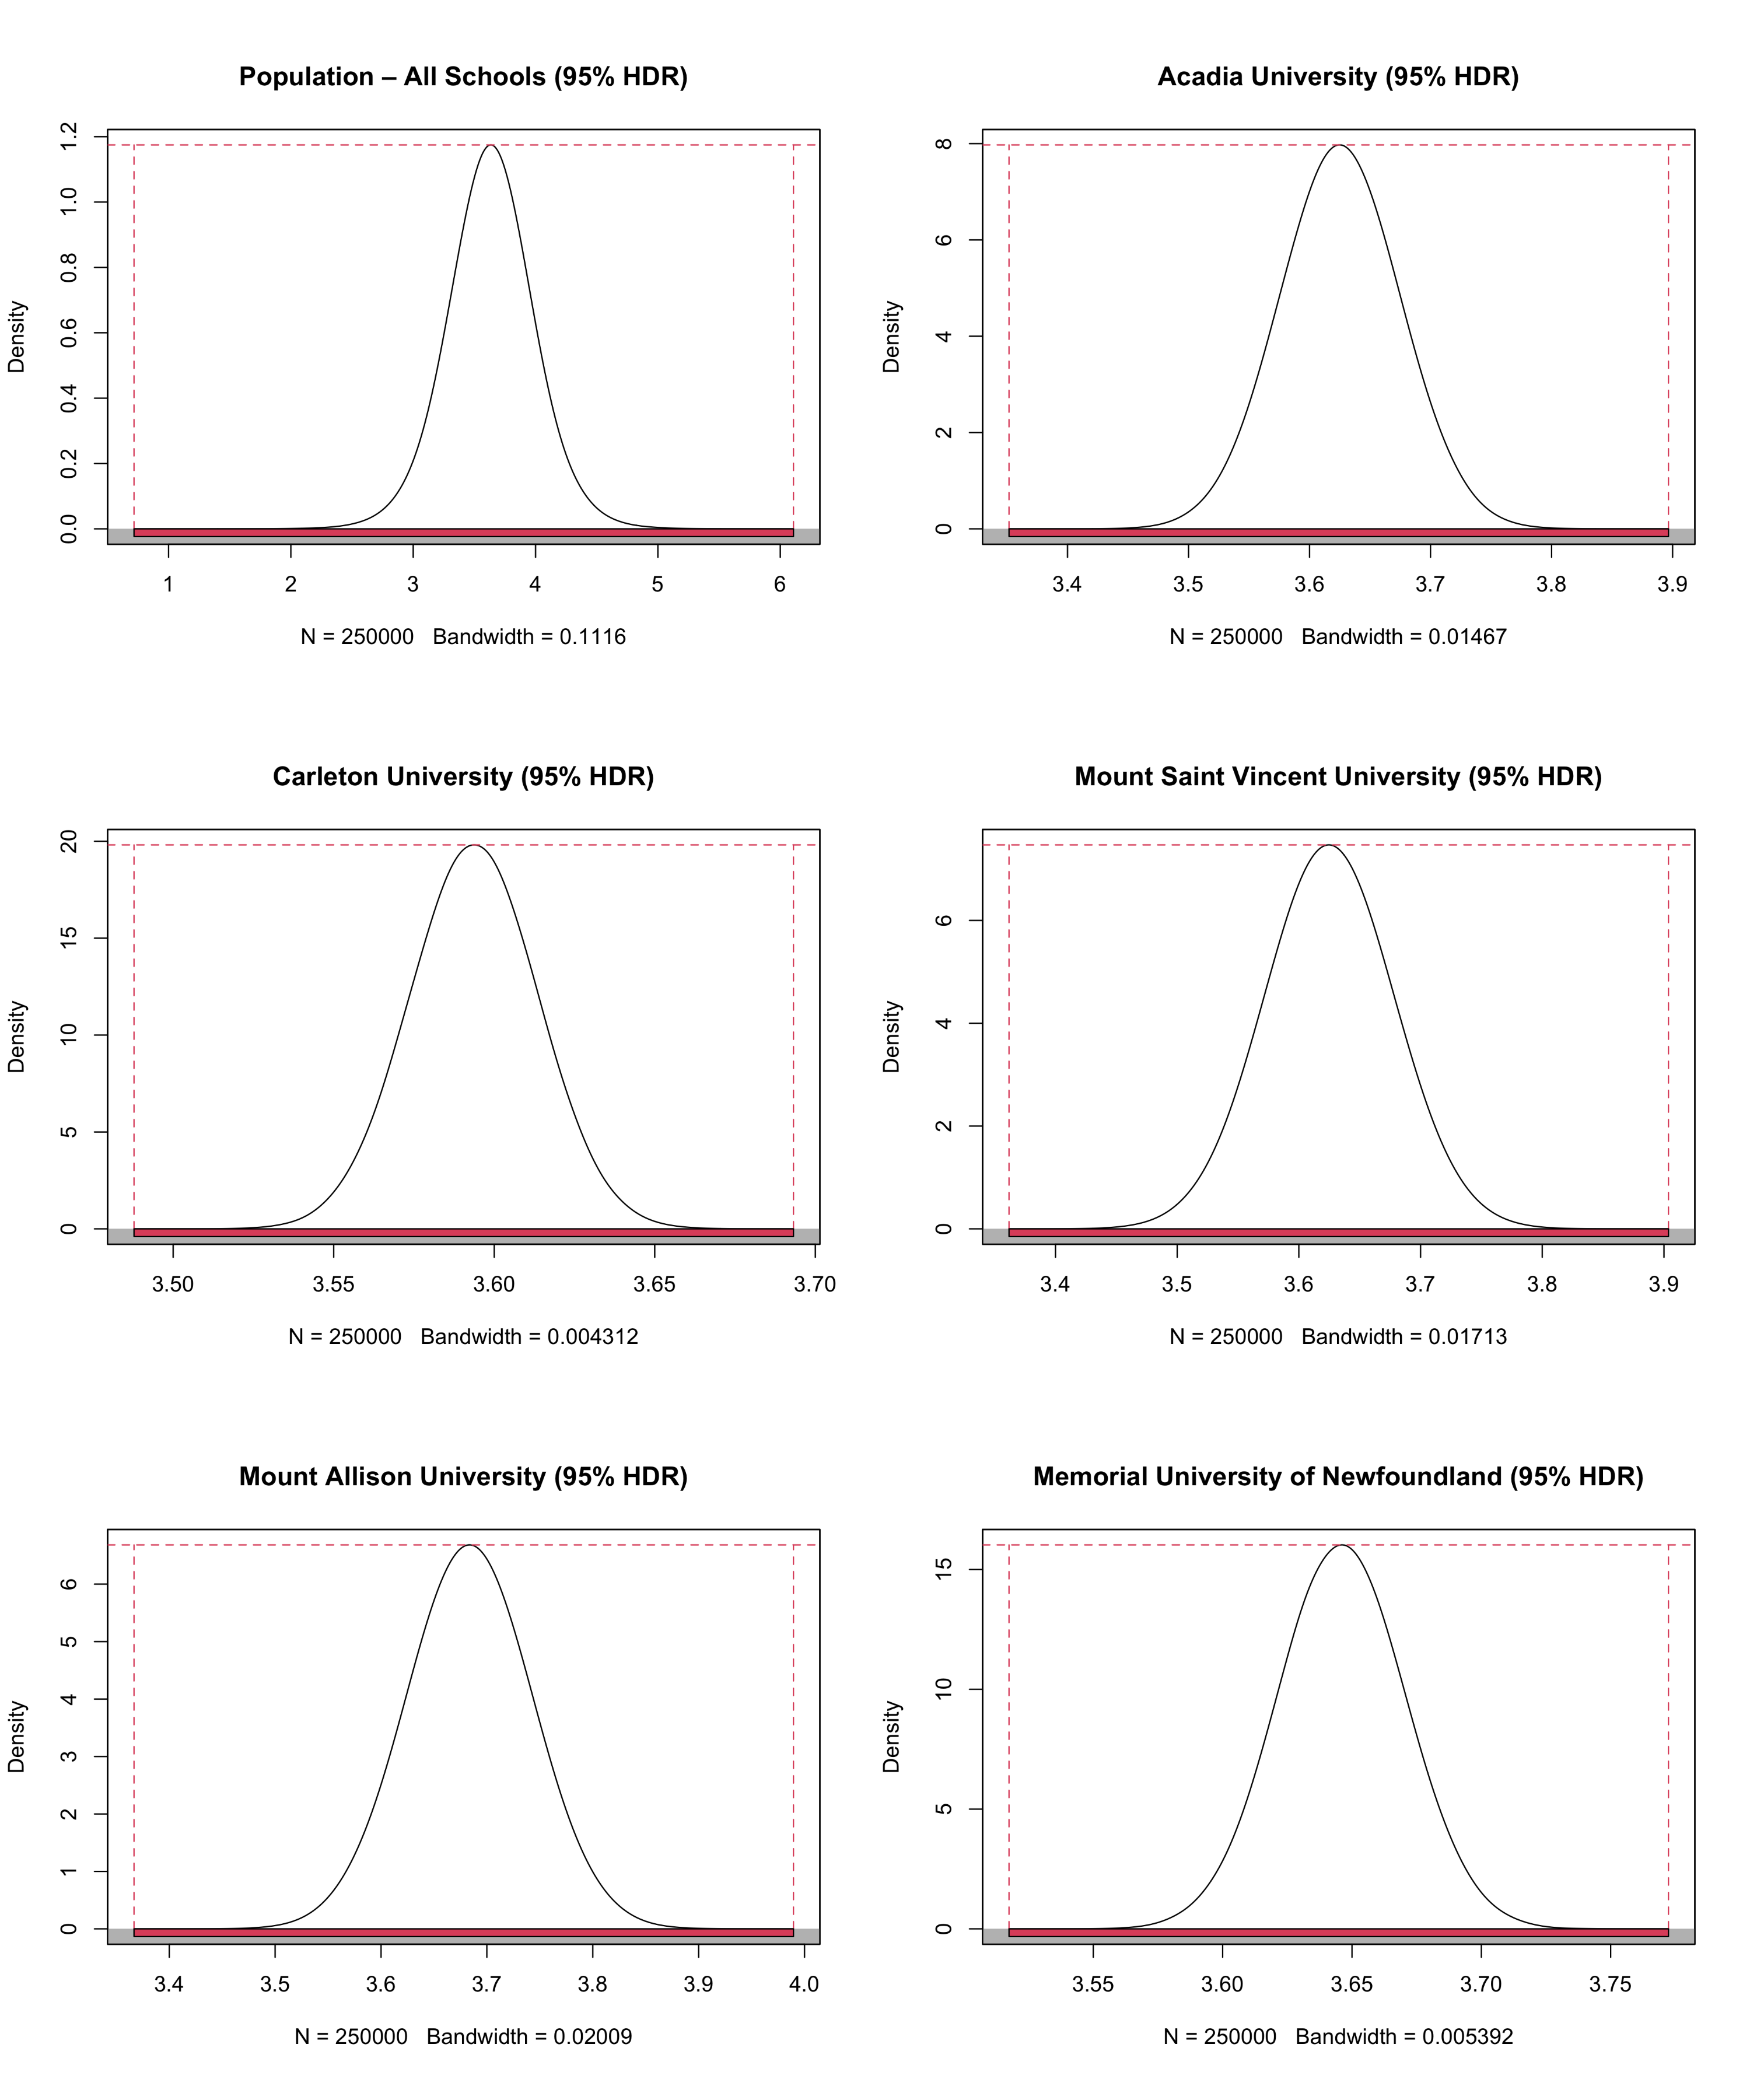 Population – All Schools (95% HDR)
Density
0.0 0.2 0.4 0.6 0.8 1.0 1.2
1 2 3 4 5 6
N = 250000 Bandwidth = 0.1116
Acadia University (95% HDR)
Density
0 2 4 6 8
3.4 3.5 3.6 3.7 3.8 3.9
N = 250000 Bandwidth = 0.01467
Carleton University (95% HDR)
Density
0 5 10 15 20
3.50 3.55 3.60 3.65 3.70
N = 250000 Bandwidth = 0.004312
Mount Saint Vincent University (95% HDR)
Density
0 2 4 6
3.4 3.5 3.6 3.7 3.8 3.9
N = 250000 Bandwidth = 0.01713
Mount Allison University (95% HDR)
Density
0 1 2 3 4 5 6
3.4 3.5 3.6 3.7 3.8 3.9 4.0
N = 250000 Bandwidth = 0.02009
Memorial University of Newfoundland (95% HDR)
Density
0 5 10 15
3.55 3.60 3.65 3.70 3.75
N = 250000 Bandwidth = 0.005392